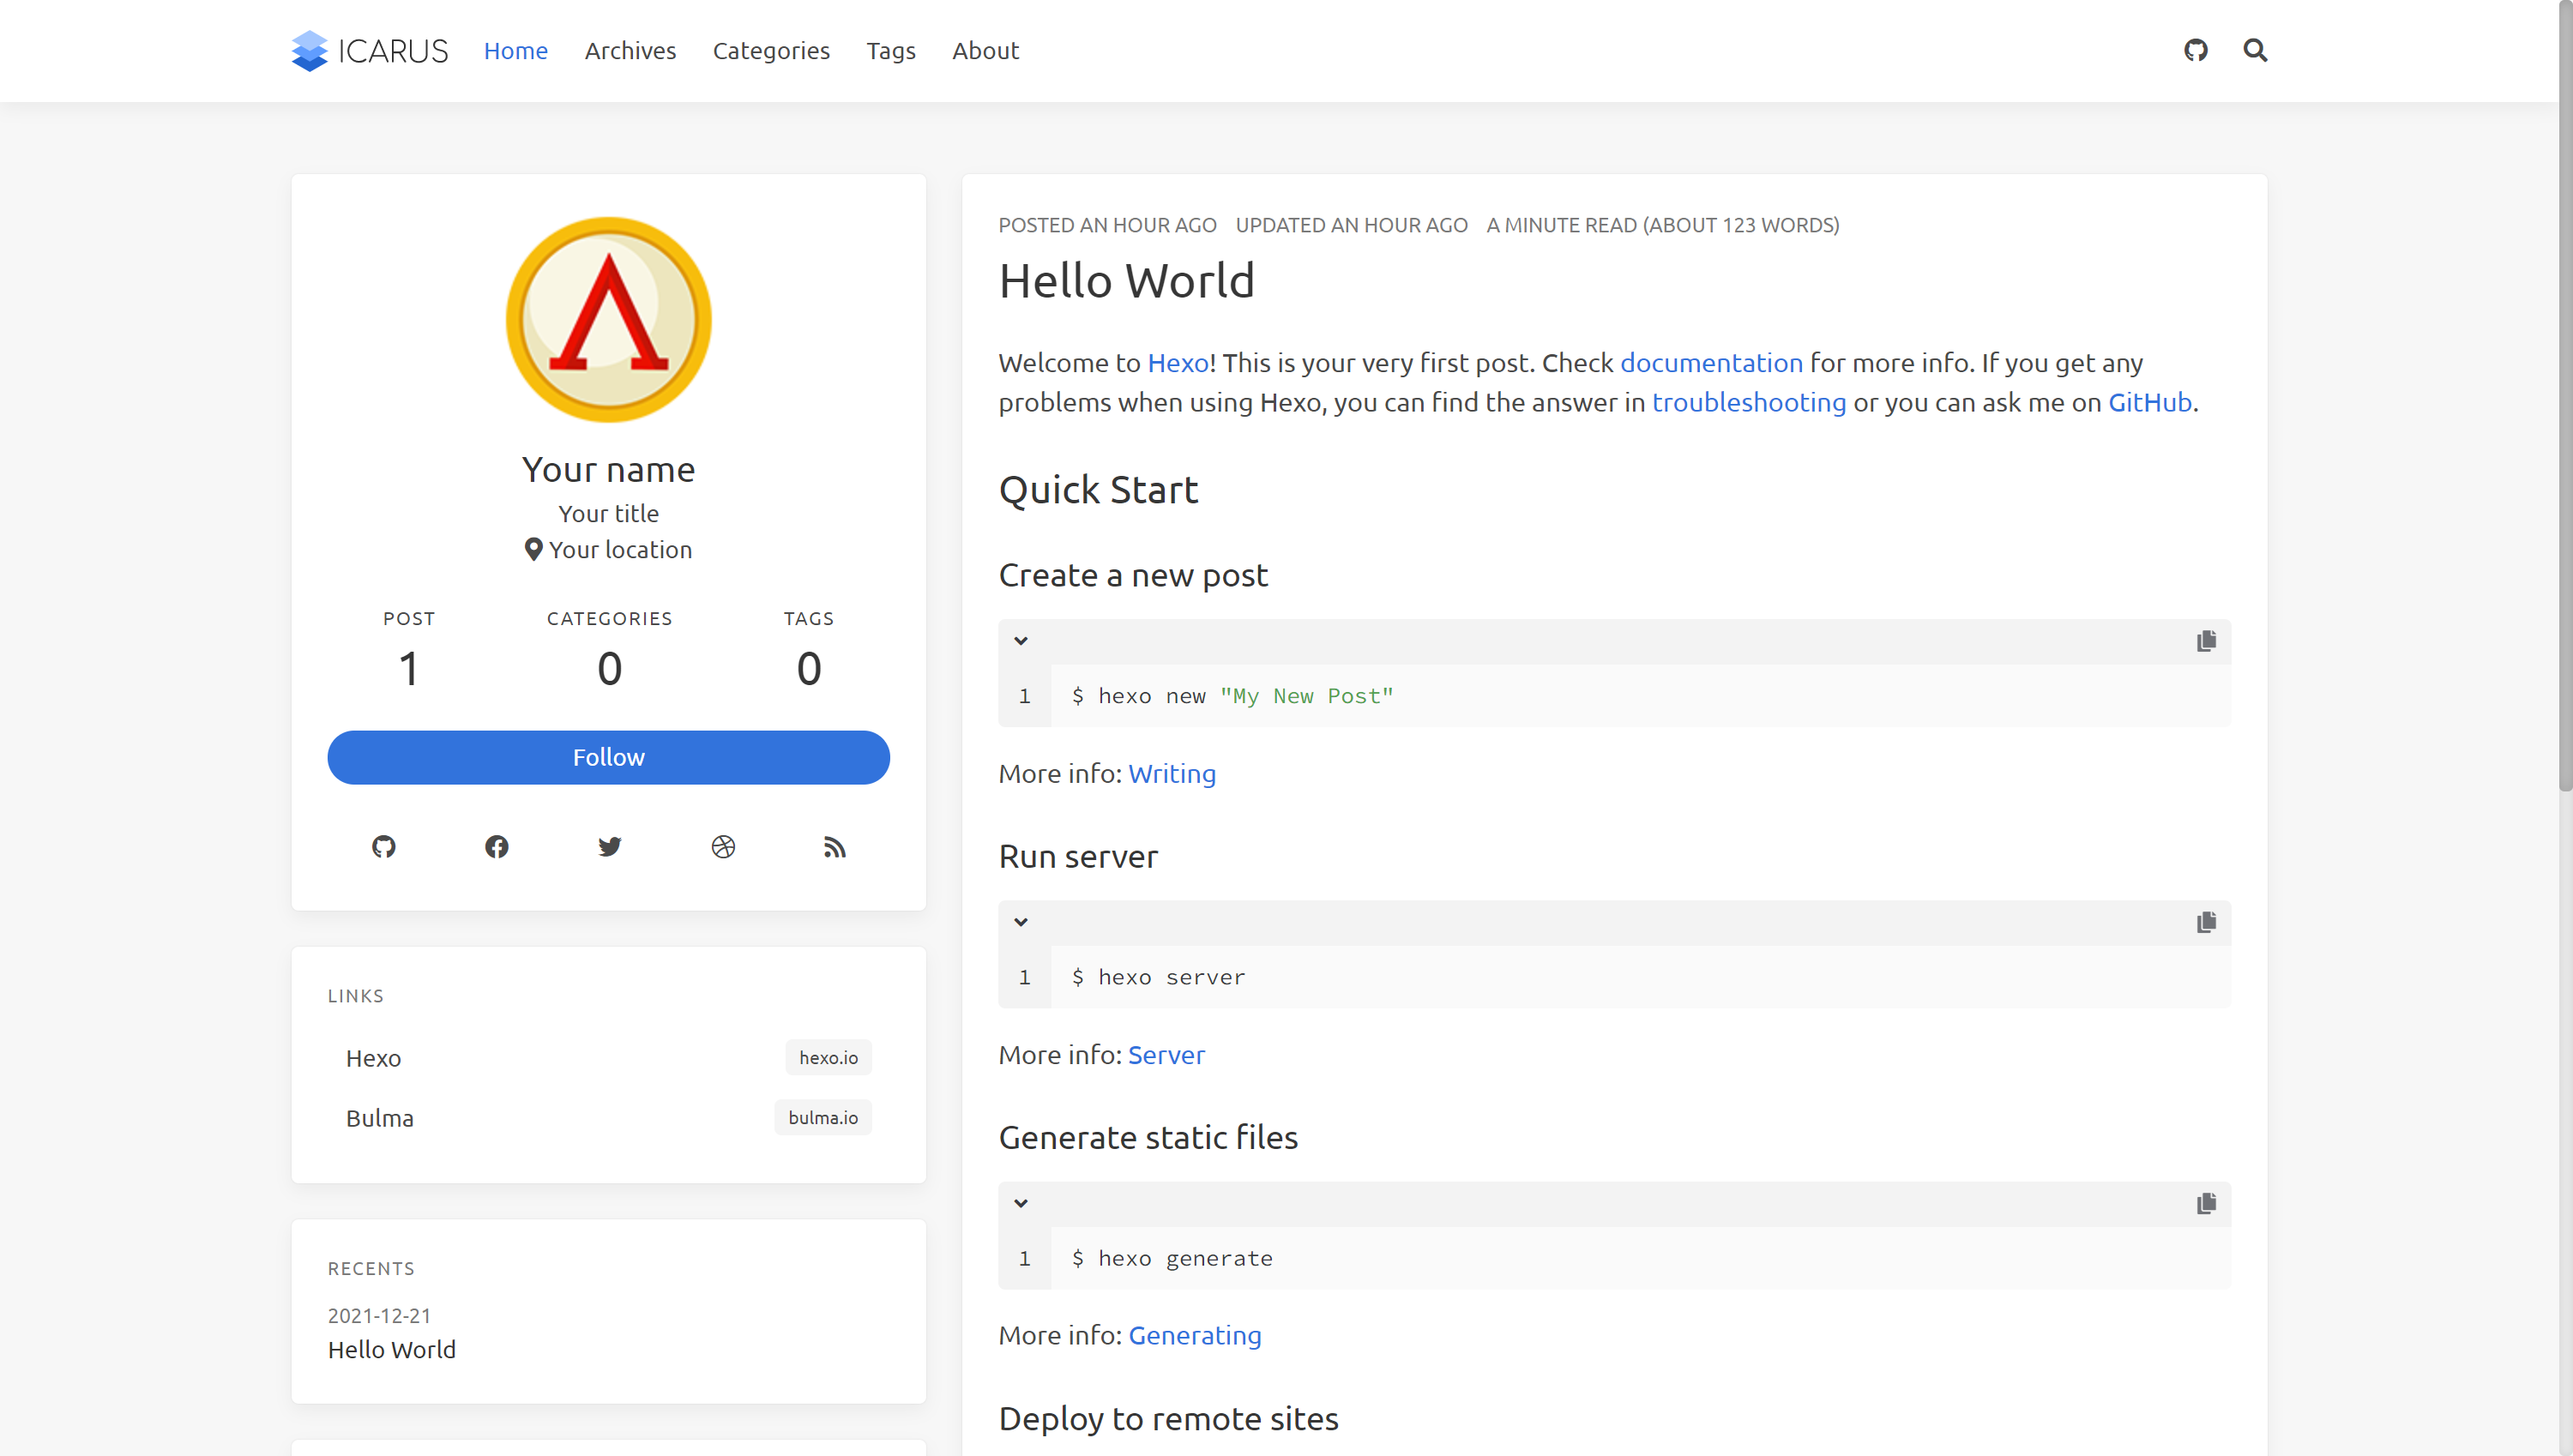 ICARUS Home Archives Categories Tags About
Your name
Your title
Your location
POST CATEGORIES TAGS
1 0 0
Follow
LINKS
Hexo hexo.io
Bulma bulma.io
RECENTS
2021-12-21
Hello World
POSTED AN HOUR AGO UPDATED AN HOUR AGO A MINUTE READ (ABOUT 123 WORDS)
Hello World
Welcome to Hexo! This is your very first post. Check documentation for more info. If you get any
problems when using Hexo, you can find the answer in troubleshooting or you can ask me on GitHub.
Quick Start
Create a new post
1 $ hexo new "My New Post"
More info: Writing
Run server
1 $ hexo server
More info: Server
Generate static files
1 $ hexo generate
More info: Generating
Deploy to remote sites